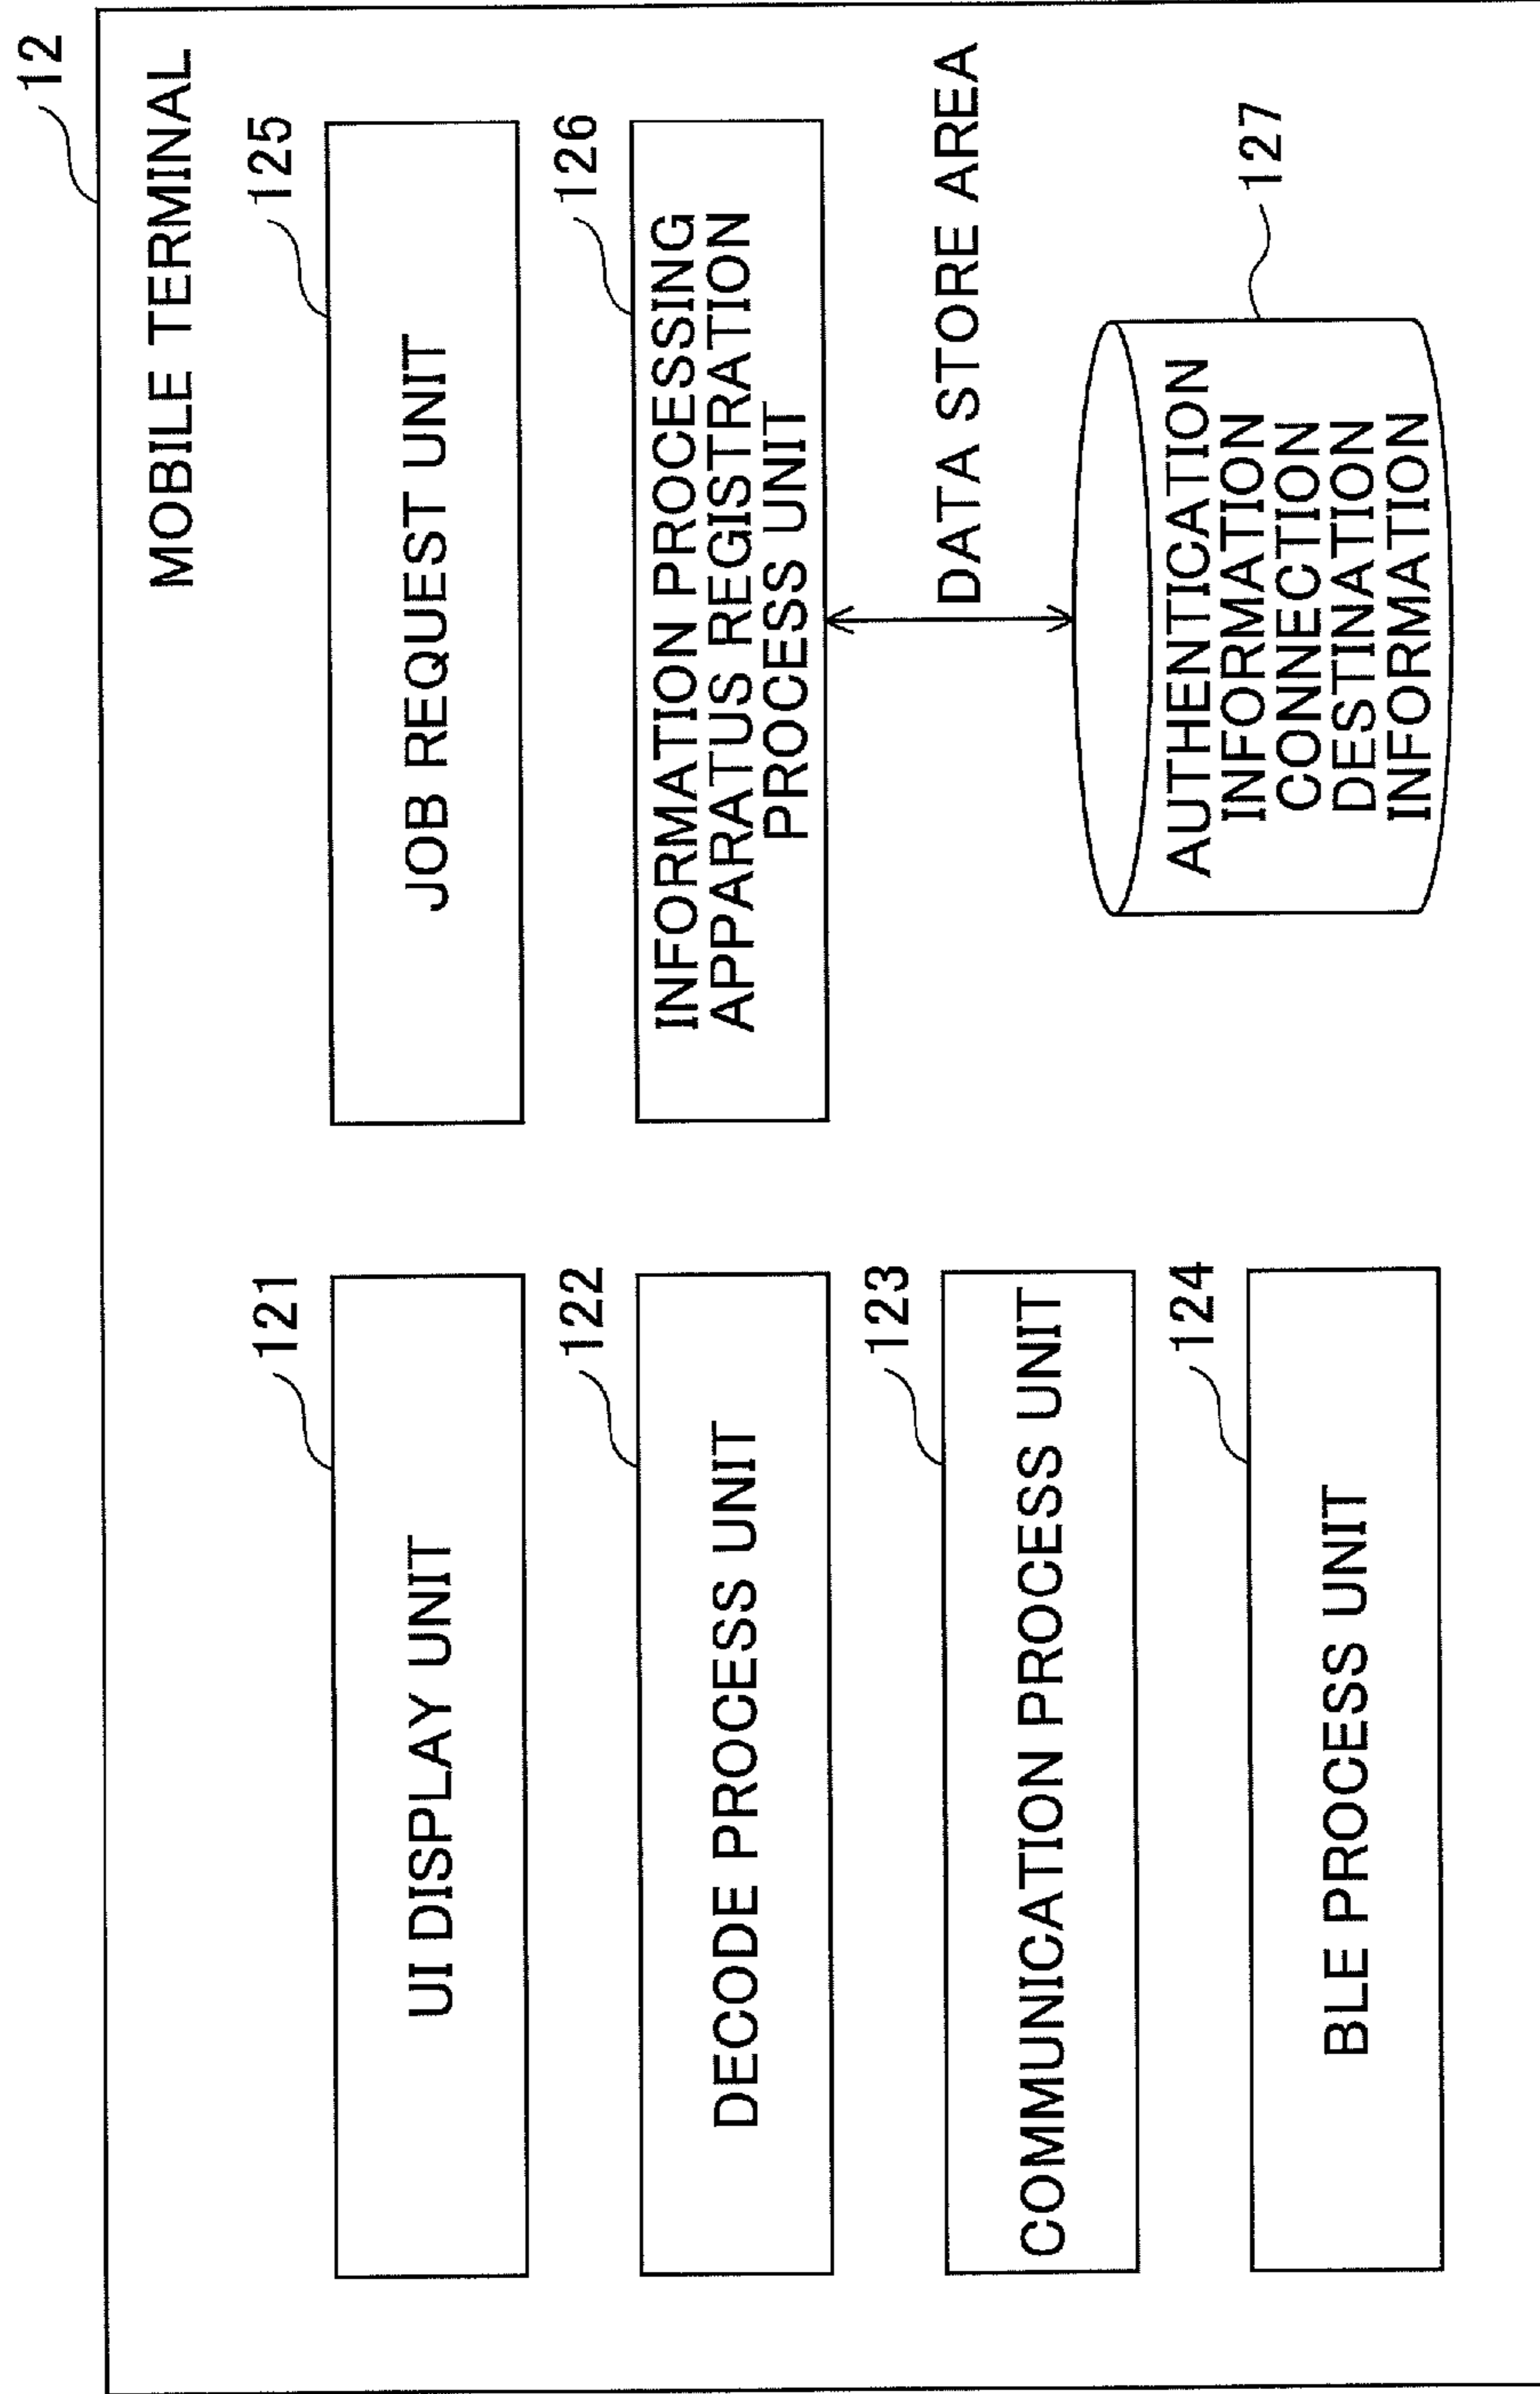 12
MOBILE TERMINAL
121
UI DISPLAY UNIT
122
DECODE PROCESS UNIT
123
COMMUNICATION PROCESS UNIT
124
BLE PROCESS UNIT
125
JOB REQUEST UNIT
126
INFORMATION PROCESSING
APPARATUS REGISTRATION
PROCESS UNIT
DATA STORE AREA
127
AUTHENTICATION
INFORMATION
CONNECTION
DESTINATION
INFORMATION